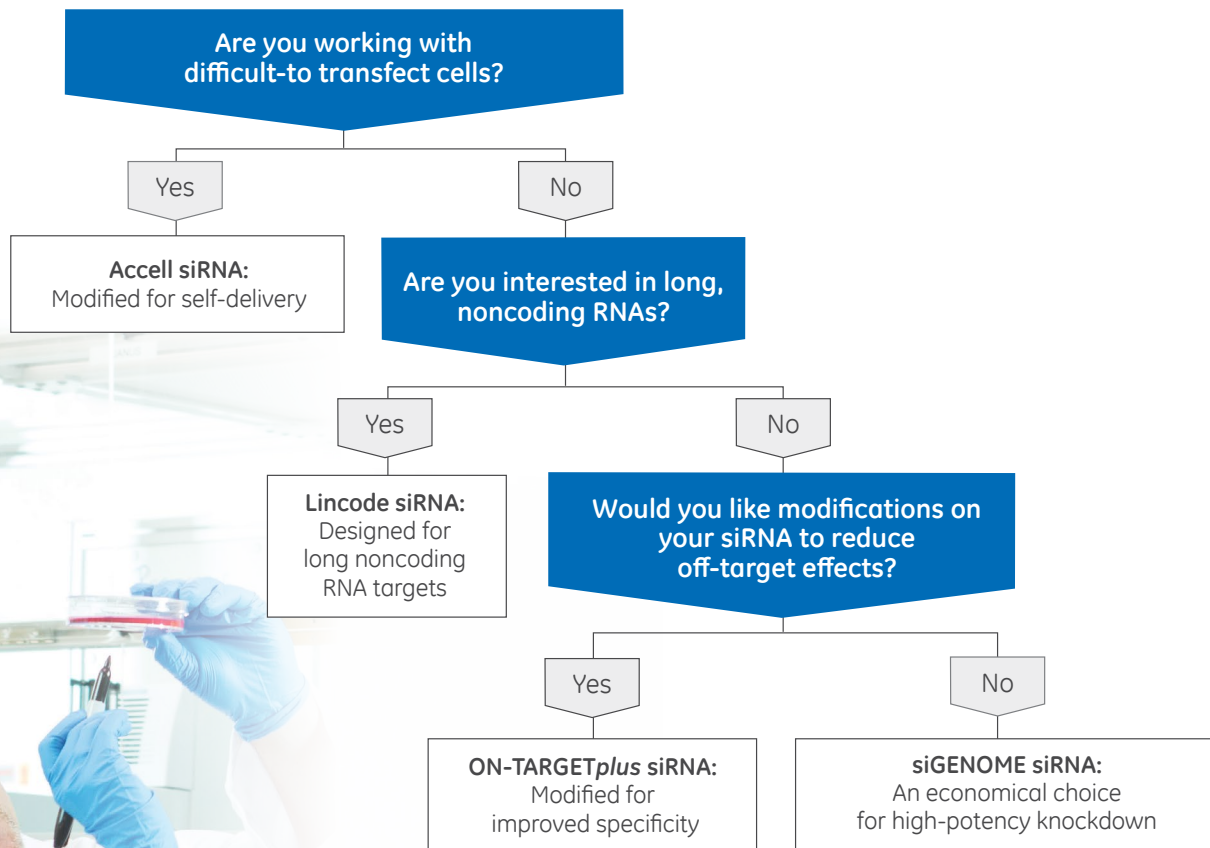 Are you working with
difficult-to transfect cells?
Yes
No
Accell siRNA:
Modified for self-delivery
Are you interested in long,
noncoding RNAs?
Yes
No
Lincode siRNA:
Designed for
long noncoding
RNA targets
Would you like modifications on
your siRNA to reduce
off-target effects?
Yes
No
ON-TARGETplus siRNA:
Modified for
improved specificity
siGENOME siRNA:
An economical choice
for high-potency knockdown